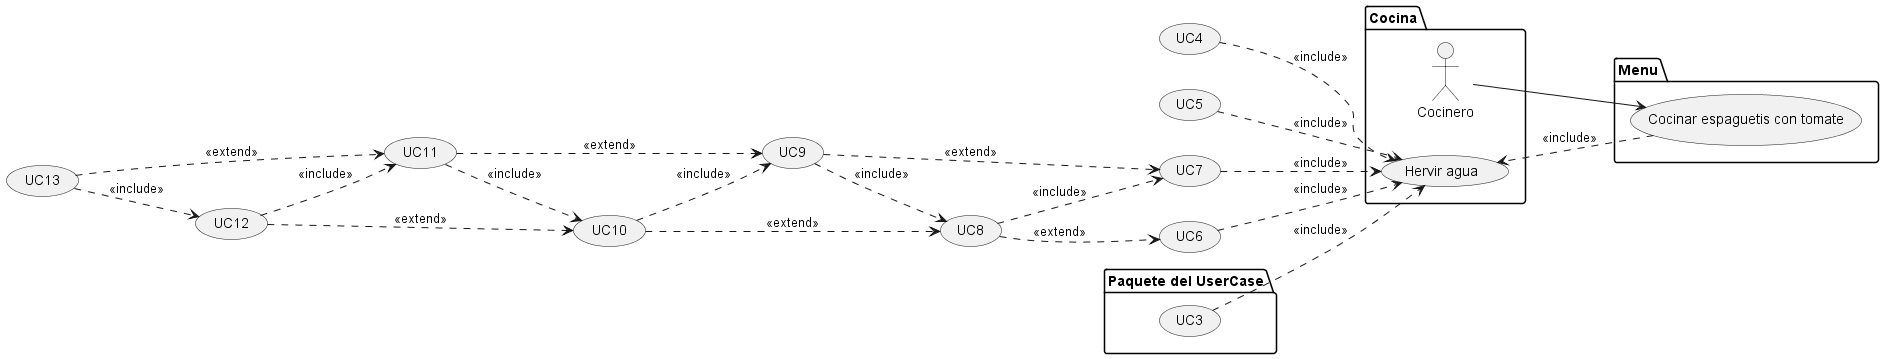 Cocina
UC4
«include»
Cocinero
Menu
UC5
«include»
Cocinar espaguetis con tomate
«include»
UC13
«extend»
«include»
UC11
«extend»
«include»
UC9
«extend»
«include»
UC7
«include»
Hervir agua
«include»
«include»
«include»
UC12
«extend»
UC10
«extend»
UC8
«extend»
UC6
«include»
«include»
Paquete del UserCase
UC3